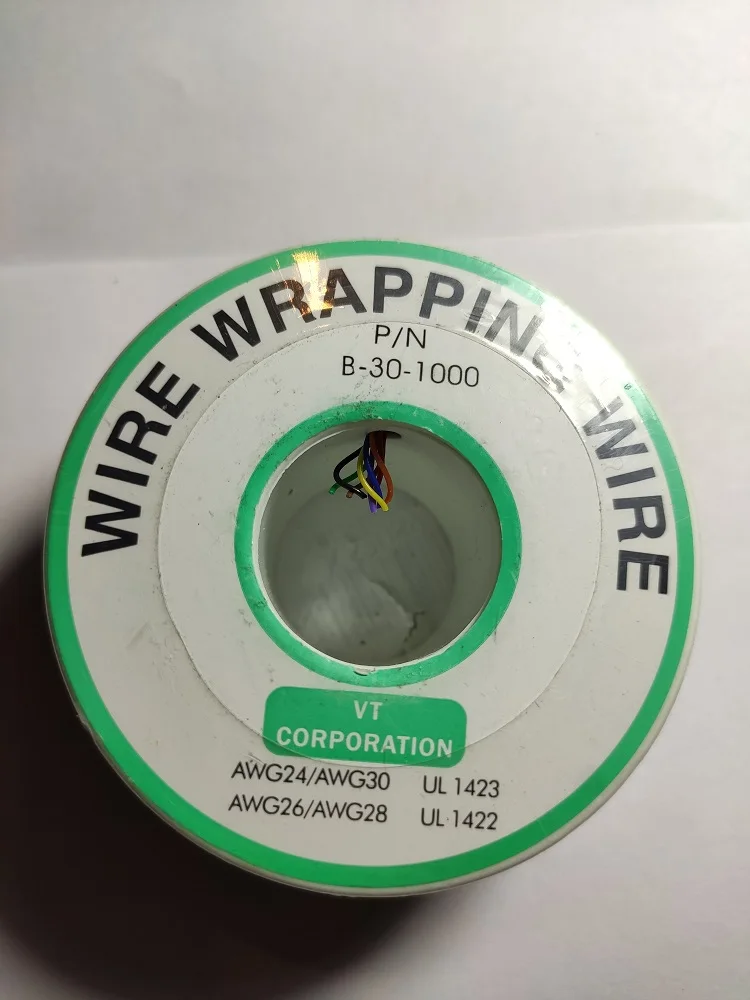 WIRE WRAPPING WIRE
P/N
B-30-1000
VT
CORPORATION
AWG24/AWG30 UL 1423
AWG26/AWG28 UL 1422